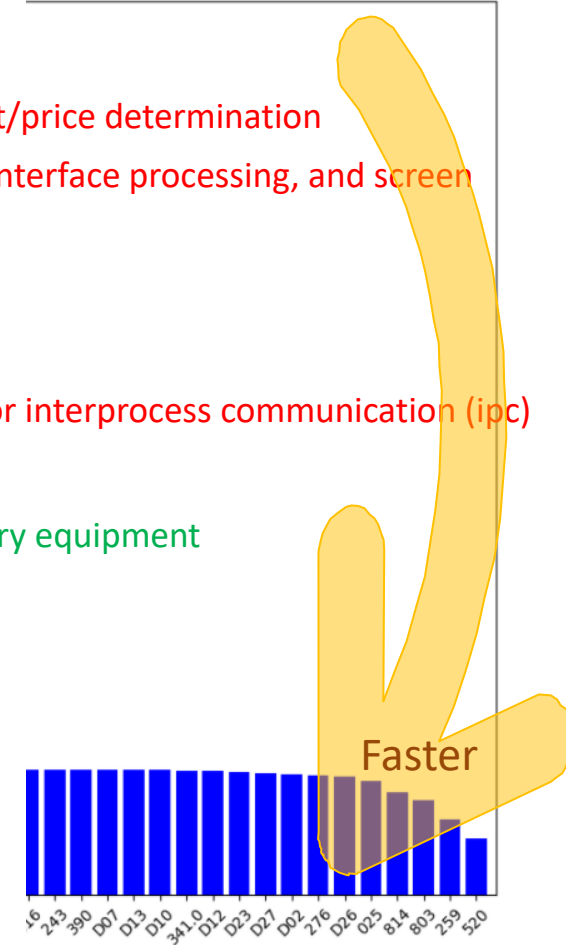 t/price determination
nterface processing, and screen
or interprocess communication (ipc)
ry equipment
Faster
16 243 390 D07 D13 D10 341.0 D12 D23 D27 D02 276 D26 025 814 803 259 520